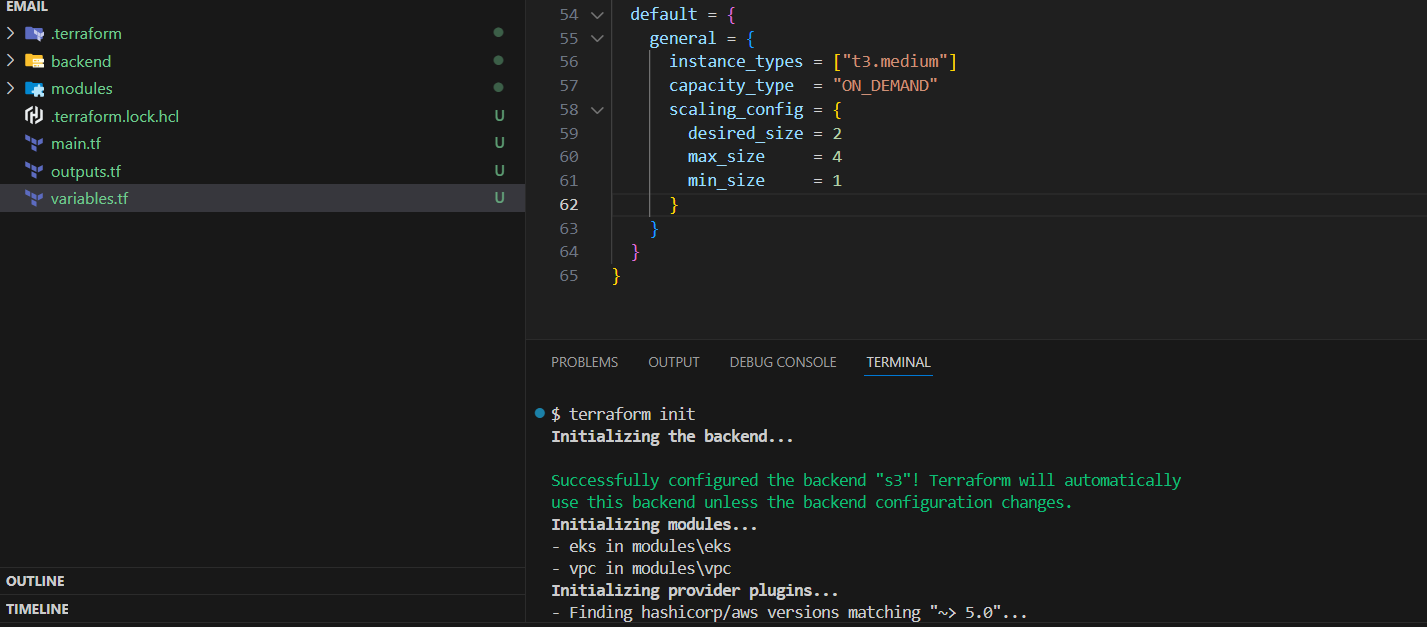 EMAIL
.terraform
backend
modules
.terraform.lock.hcl U
main.tf U
outputs.tf U
variables.tf U
OUTLINE
TIMELINE
54 default = {
55 general = {
56 instance_types = ["t3.medium"]
57 capacity_type = "ON_DEMAND"
58 scaling_config = {
59 desired_size = 2
60 max_size = 4
61 min_size = 1
62 }
63 }
64 }
65 }
PROBLEMS OUTPUT DEBUG CONSOLE TERMINAL
$ terraform init
Initializing the backend...
Successfully configured the backend "s3"! Terraform will automatically
use this backend unless the backend configuration changes.
Initializing modules...
- eks in modules\eks
- vpc in modules\vpc
Initializing provider plugins...
- Finding hashicorp/aws versions matching "~> 5.0"...